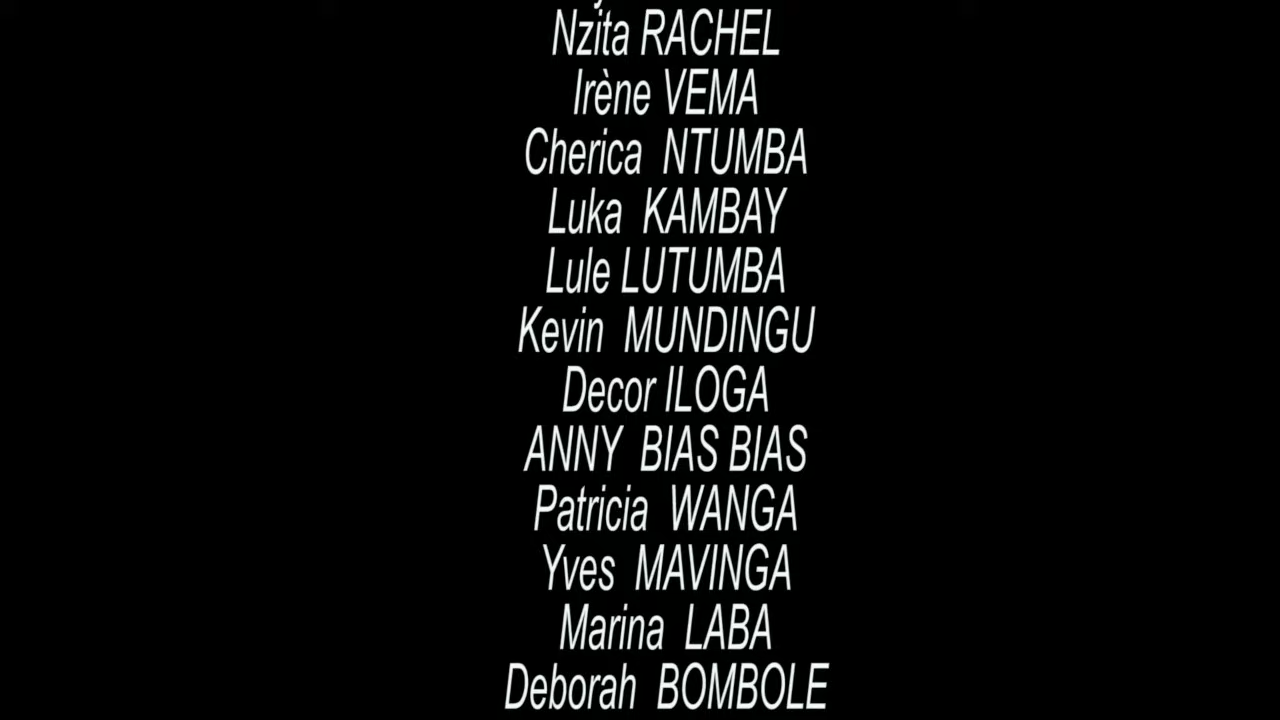 Nzita RACHEL
Irène VEMA
Cherica NTUMBA
Luka KAMBAY
Lule LUTUMBA
Kevin MUNDINGU
Decor ILOGA
ANNY BIAS BIAS
Patricia WANGA
Yves MAVINGA
Marina LABA
Deborah BOMBOLE